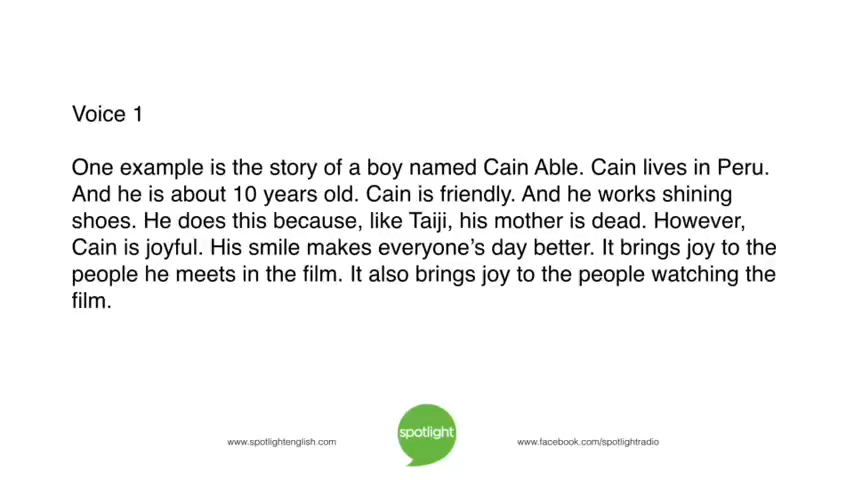 Voice 1
One example is the story of a boy named Cain Able. Cain lives in Peru.
And he is about 10 years old. Cain is friendly. And he works shining
shoes. He does this because, like Taiji, his mother is dead. However,
Cain is joyful. His smile makes everyone's day better. It brings joy to the
people he meets in the film. It also brings joy to the people watching the
film.
www.spotlightenglish.com
spotlight
www.facebook.com/spotlightradio